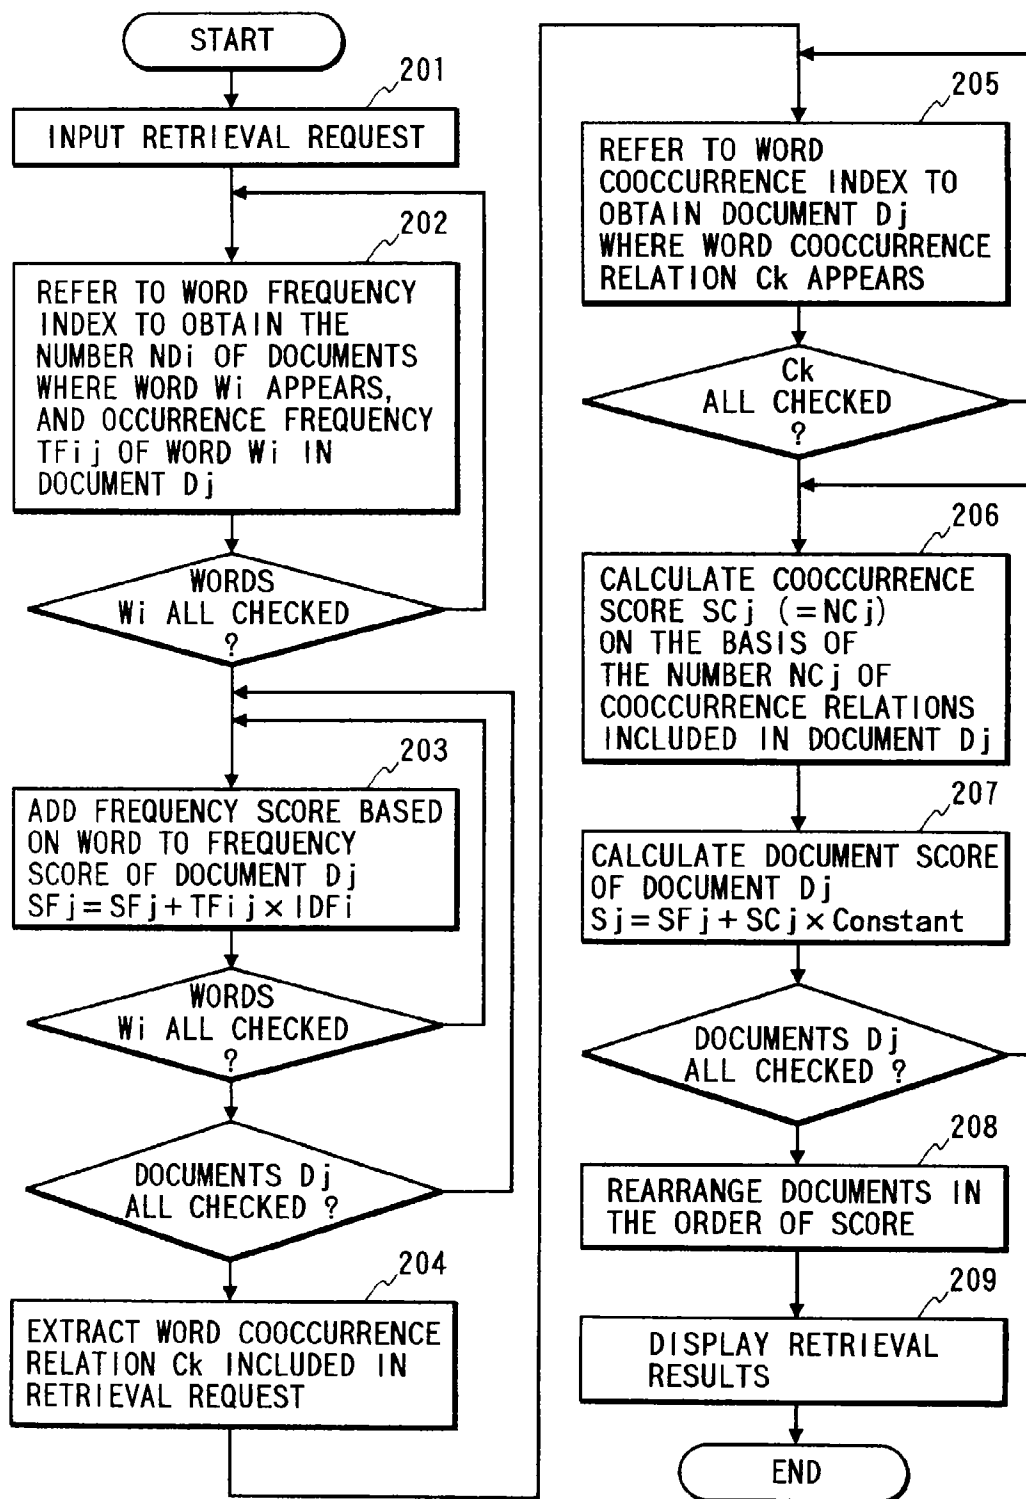 START
201
INPUT RETRIEVAL REQUEST
202
REFER TO WORD FREQUENCY
INDEX TO OBTAIN THE
NUMBER NDi OF DOCUMENTS
WHERE WORD Wi APPEARS,
AND OCCURRENCE FREQUENCY
TFij OF WORD Wi IN
DOCUMENT Dj
WORDS
Wi ALL CHECKED
?
203
ADD FREQUENCY SCORE BASED
ON WORD TO FREQUENCY
SCORE OF DOCUMENT Dj
SFj=SFj+TFij×IDFi
WORDS
Wi ALL CHECKED
?
DOCUMENTS Dj
ALL CHECKED ?
204
EXTRACT WORD COOCCURRENCE
RELATION Ck INCLUDED IN
RETRIEVAL REQUEST
205
REFER TO WORD
COOCCURRENCE INDEX TO
OBTAIN DOCUMENT Dj
WHERE WORD COOCCURRENCE
RELATION Ck APPEARS
Ck
ALL CHECKED
?
206
CALCULATE COOCCURRENCE
SCORE SCj (=NCj)
ON THE BASIS OF
THE NUMBER NCj OF
COOCCURRENCE RELATIONS
INCLUDED IN DOCUMENT Dj
207
CALCULATE DOCUMENT SCORE
OF DOCUMENT Dj
Sj=SFj+SCj×Constant
DOCUMENTS Dj
ALL CHECKED ?
208
REARRANGE DOCUMENTS IN
THE ORDER OF SCORE
209
DISPLAY RETRIEVAL
RESULTS
END